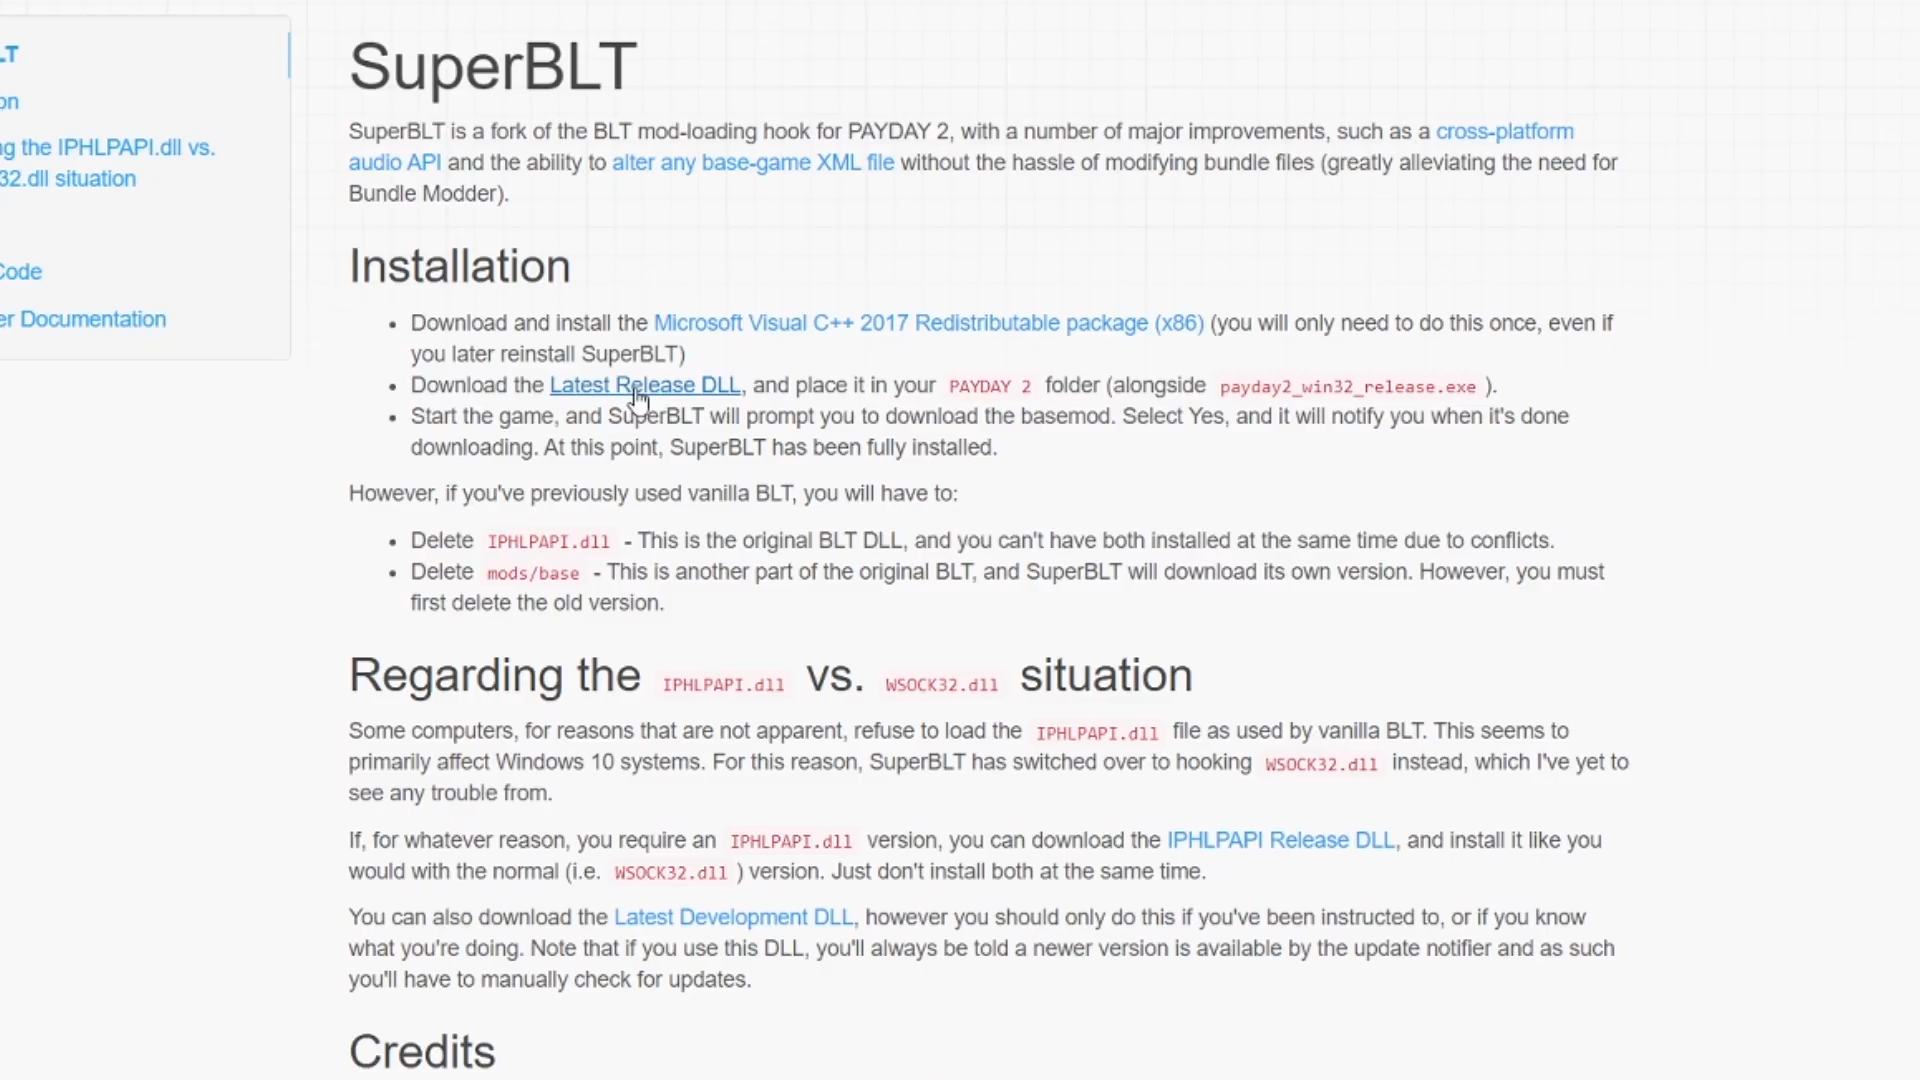 LT
on
ng the IPHLPAPI.dll vs.
32.dll situation
Code
er Documentation
SuperBLT
SuperBLT is a fork of the BLT mod-loading hook for PAYDAY 2, with a number of major improvements, such as a cross-platform
audio API and the ability to alter any base-game XML file without the hassle of modifying bundle files (greatly alleviating the need for
Bundle Modder).
Installation
• Download and install the Microsoft Visual C++ 2017 Redistributable package (x86) (you will only need to do this once, even if
you later reinstall SuperBLT)
• Download the Latest Release DLL, and place it in your PAYDAY 2 folder (alongside payday2_win32_release.exe ).
• Start the game, and SuperBLT will prompt you to download the basemod. Select Yes, and it will notify you when it's done
downloading. At this point, SuperBLT has been fully installed.
However, if you've previously used vanilla BLT, you will have to:
• Delete IPHLPAPI.dll - This is the original BLT DLL, and you can't have both installed at the same time due to conflicts.
• Delete mods/base - This is another part of the original BLT, and SuperBLT will download its own version. However, you must
first delete the old version.
Regarding the IPHLPAPI.dll vs. WSOCK32.dll situation
Some computers, for reasons that are not apparent, refuse to load the IPHLPAPI.dll file as used by vanilla BLT. This seems to
primarily affect Windows 10 systems. For this reason, SuperBLT has switched over to hooking WSOCK32.dll instead, which I've yet to
see any trouble from.
If, for whatever reason, you require an IPHLPAPI.dll version, you can download the IPHLPAPI Release DLL, and install it like you
would with the normal (i.e. WSOCK32.dll ) version. Just don't install both at the same time.
You can also download the Latest Development DLL, however you should only do this if you've been instructed to, or if you know
what you're doing. Note that if you use this DLL, you'll always be told a newer version is available by the update notifier and as such
you'll have to manually check for updates.
Credits